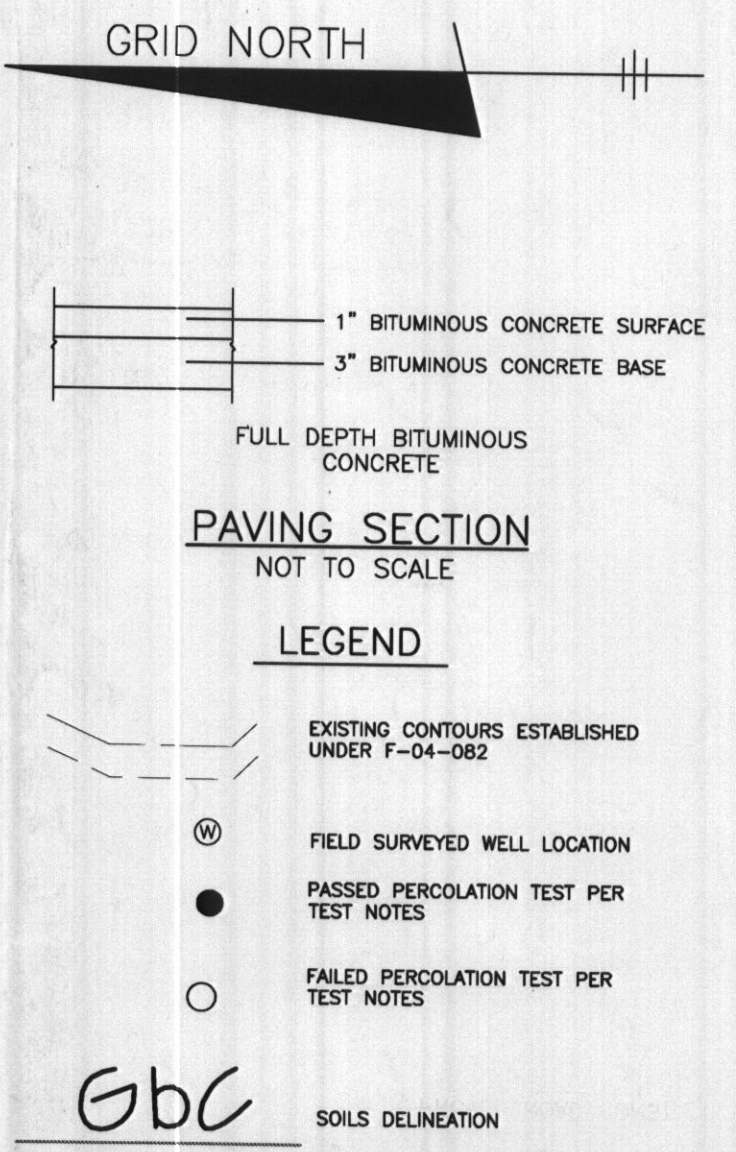 GRID NORTH
1" BITUMINOUS CONCRETE SURFACE
3" BITUMINOUS CONCRETE BASE
FULL DEPTH BITUMINOUS
CONCRETE
PAVING SECTION
NOT TO SCALE
LEGEND
EXISTING CONTOURS ESTABLISHED
UNDER F-04-082
W
FIELD SURVEYED WELL LOCATION
PASSED PERCOLATION TEST PER
TEST NOTES
FAILED PERCOLATION TEST PER
TEST NOTES
GbC
SOILS DELINEATION